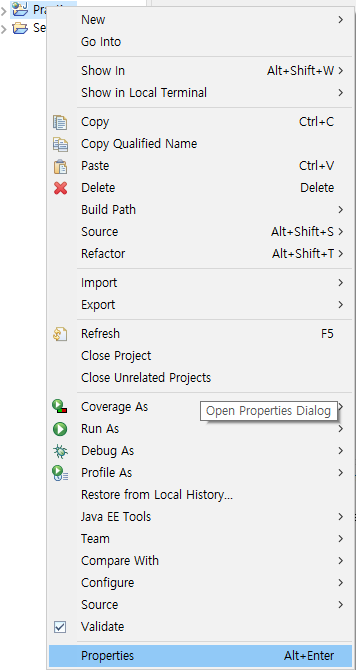 New
Go Into
Show In Alt+Shift+W
Show in Local Terminal
Copy Ctrl+C
Copy Qualified Name
Paste Ctrl+V
Delete Delete
Build Path
Source Alt+Shift+S
Refactor Alt+Shift+T
Import
Export
Refresh F5
Close Project
Close Unrelated Projects
Coverage As
Open Properties Dialog
Run As
Debug As
Profile As
Restore from Local History...
Java EE Tools
Team
Compare With
Configure
Source
Validate
Properties Alt+Enter